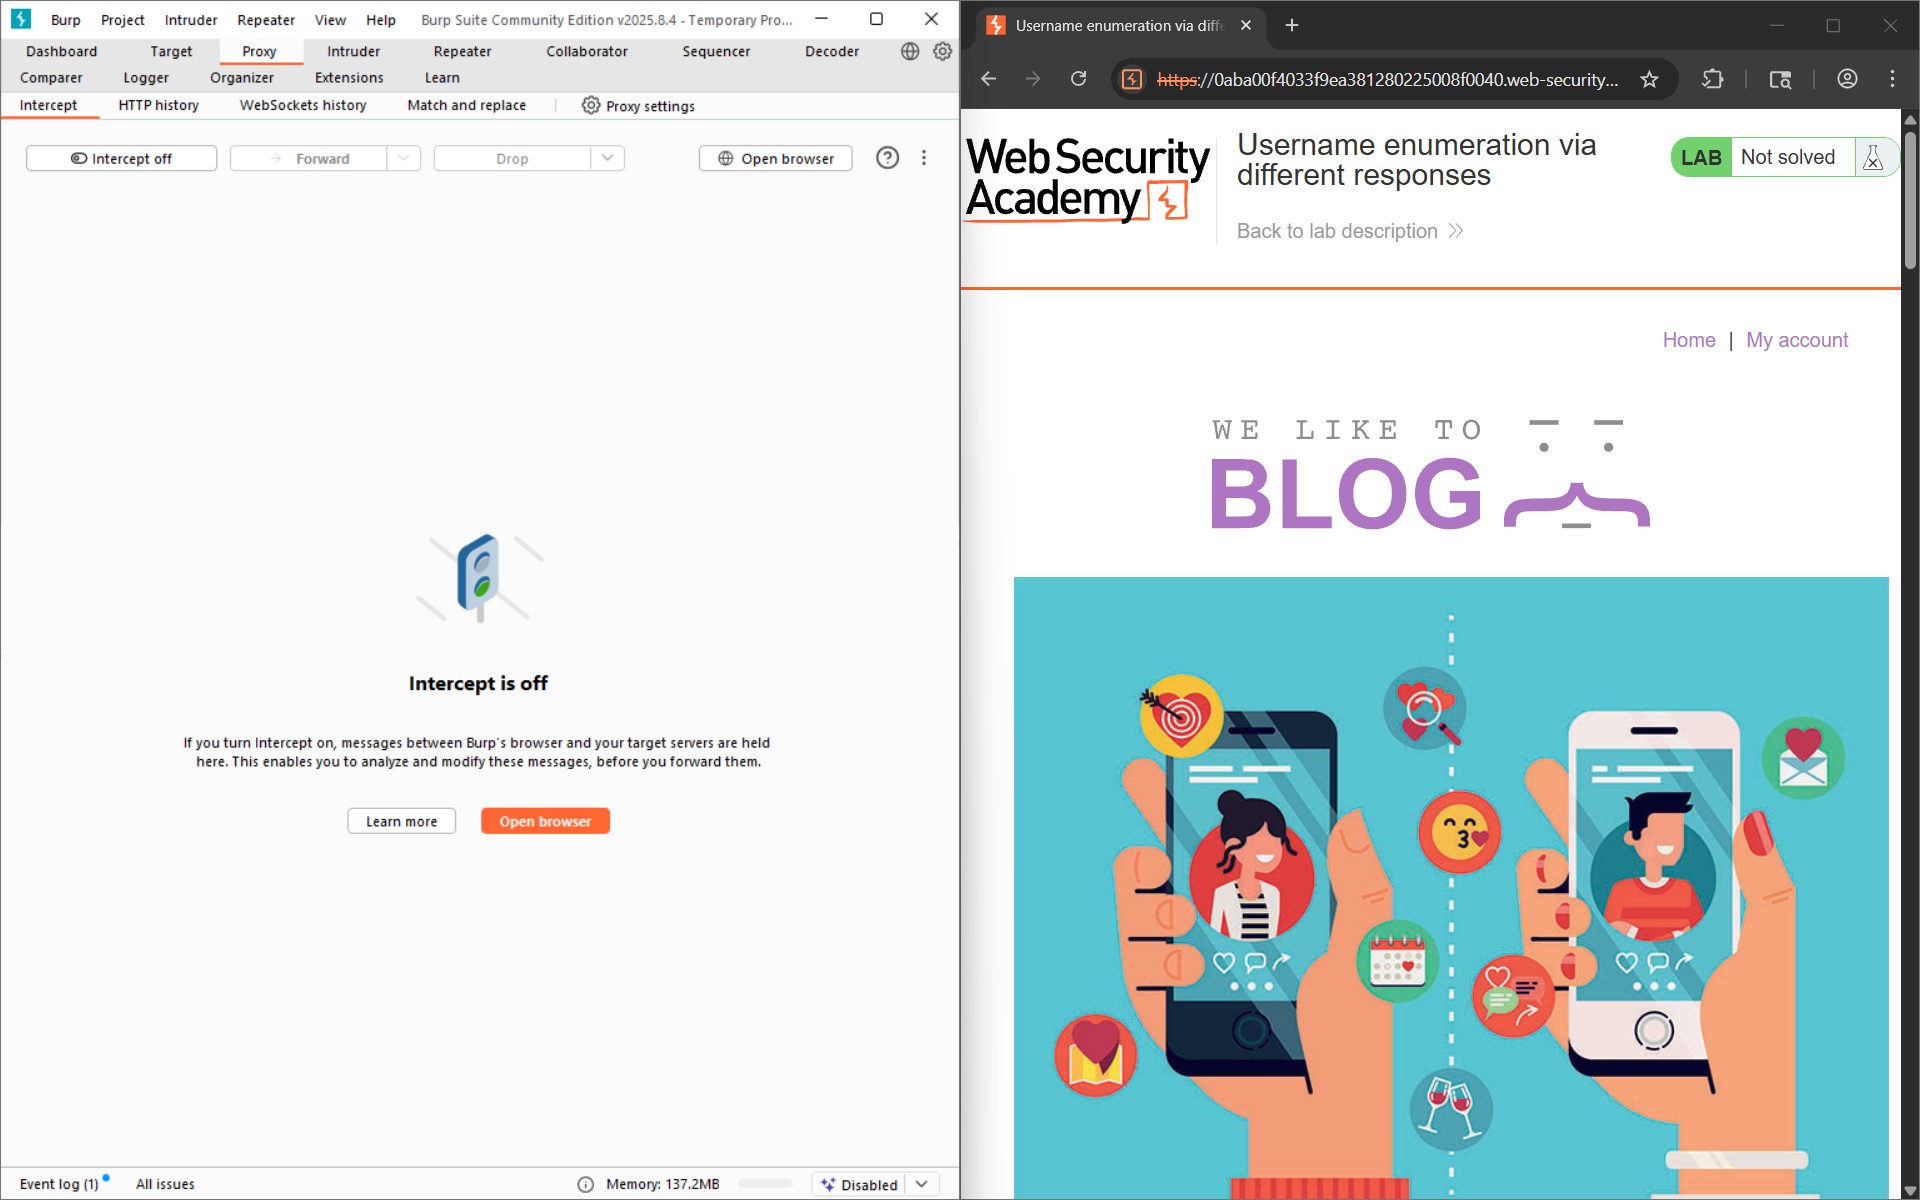 Burp Project Intruder Repeater View Help Burp Suite Community Edition v2025.8.4 - Temporary Pro...
Dashboard Target Proxy Intruder Repeater Collaborator Sequencer Decoder
Comparer Logger Organizer Extensions Learn
Intercept HTTP history WebSockets history Match and replace Proxy settings
Intercept off Forward Drop Open browser
Intercept is off
If you turn Intercept on, messages between Burp's browser and your target servers are held
here. This enables you to analyze and modify these messages, before you forward them.
Learn more Open browser
Event log (1) All issues Memory: 137.2MB Disabled
Username enumeration via diffe
https://0aba00f4033f9ea381280225008f0040.web-security...
Web Security
Academy
Username enumeration via
different responses
Back to lab description
LAB Not solved
Home | My account
WE LIKE TO
BLOG